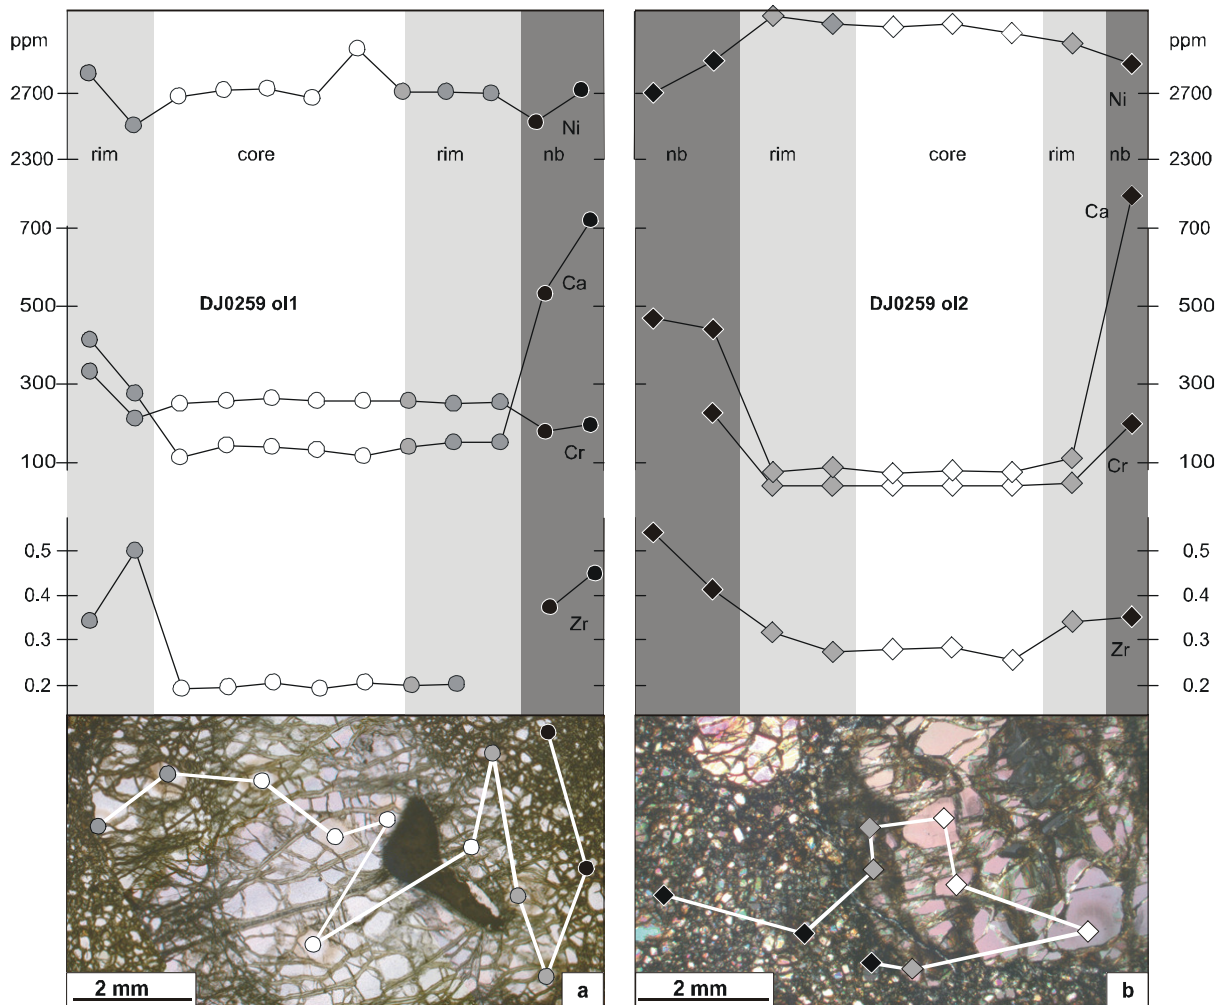 ppm ppm
2700 Ni 2700 Ni
rim core rim nb nb rim core rim nb
2300 2300
Ca
700 700
Ca
500 DJ0259 ol1 DJ0259 ol2 500
300 300
Cr Cr
100 100
0.5 0.5
0.4 0.4
Zr
0.3 Zr 0.3
0.2 0.2
2 mm a 2 mm b